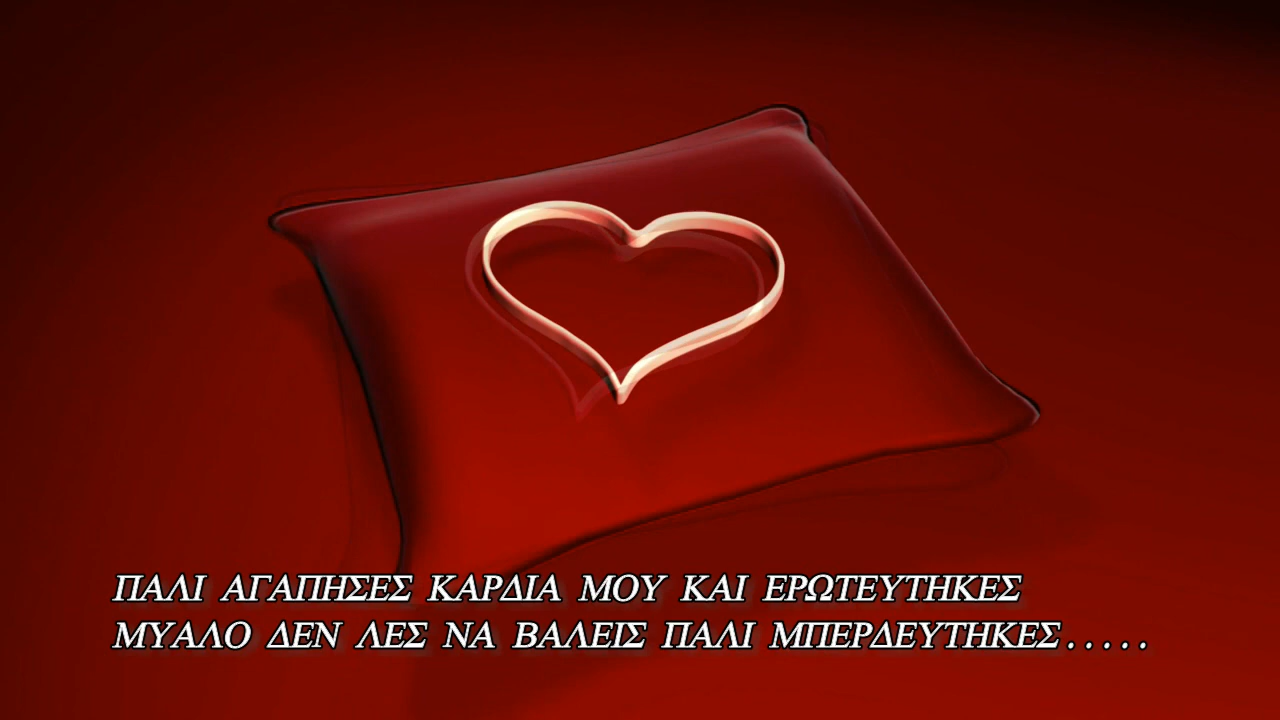 ΠΑΛΙ ΑΓΑΠΗΣΕΣ ΚΑΡΔΙΑ ΜΟΥ ΚΑΙ ΕΡΩΤΕΥΤΗΚΕΣ
ΜΥΑΛΟ ΔΕΝ ΛΕΣ ΝΑ ΒΑΛΕΙΣ ΠΑΛΙ ΜΠΕΡΔΕΥΤΗΚΕΣ.....